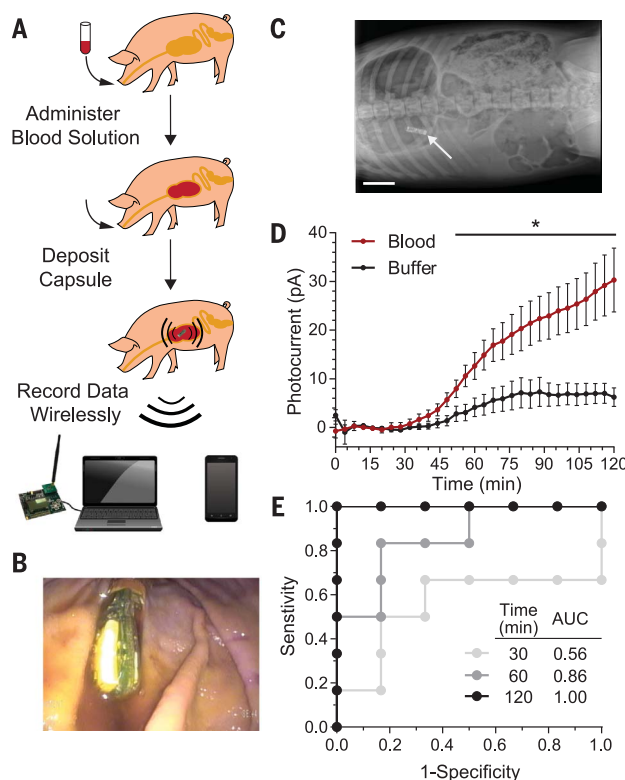 A
Administer
Blood Solution
Deposit
Capsule
Record Data
Wirelessly
B
C
D
Blood
Buffer
*
Photocurrent (pA)
40
30
20
10
0
0 15 30 45 60 75 90 105 120
Time (min)
E
Senstivity
1.0
0.8
0.6
0.4
0.2
0.0
0.0 0.2 0.4 0.6 0.8 1.0
1-Specificity
Time
(min) AUC
30 0.56
60 0.86
120 1.00